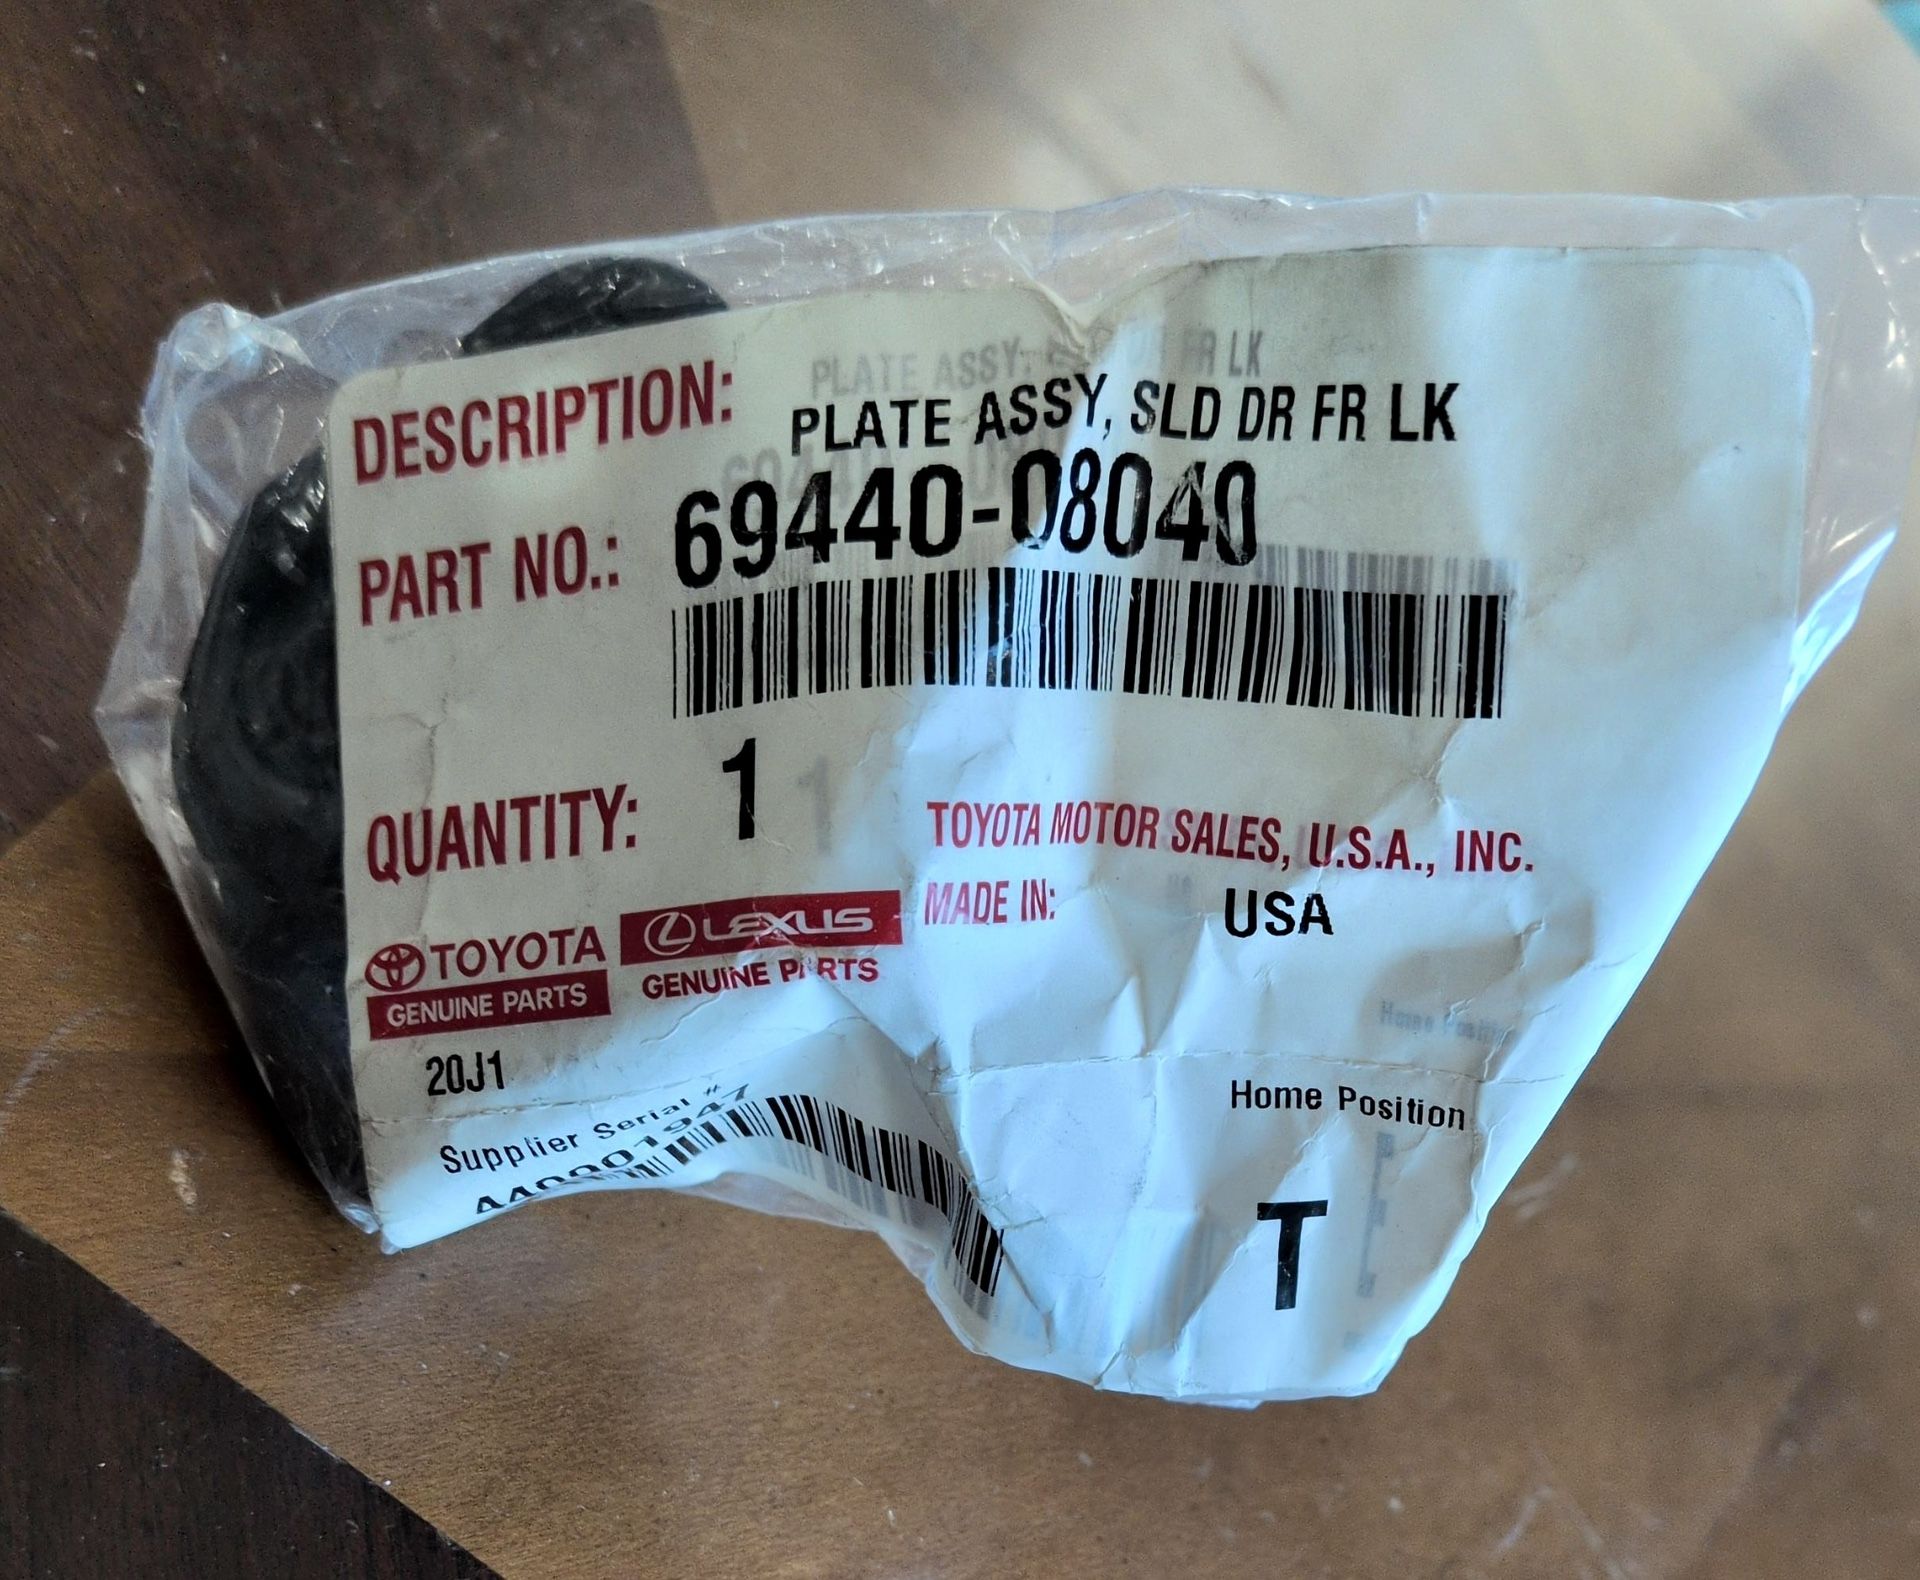 DESCRIPTION: PLATE ASSY, SLD DR FR LK
PART NO.: 69440-08040
QUANTITY: 1
TOYOTA MOTOR SALES, U.S.A., INC.
MADE IN: USA
TOYOTA
GENUINE PARTS
LEXUS
GENUINE PARTS
20J1
Supplier Serial #
Home Position
T